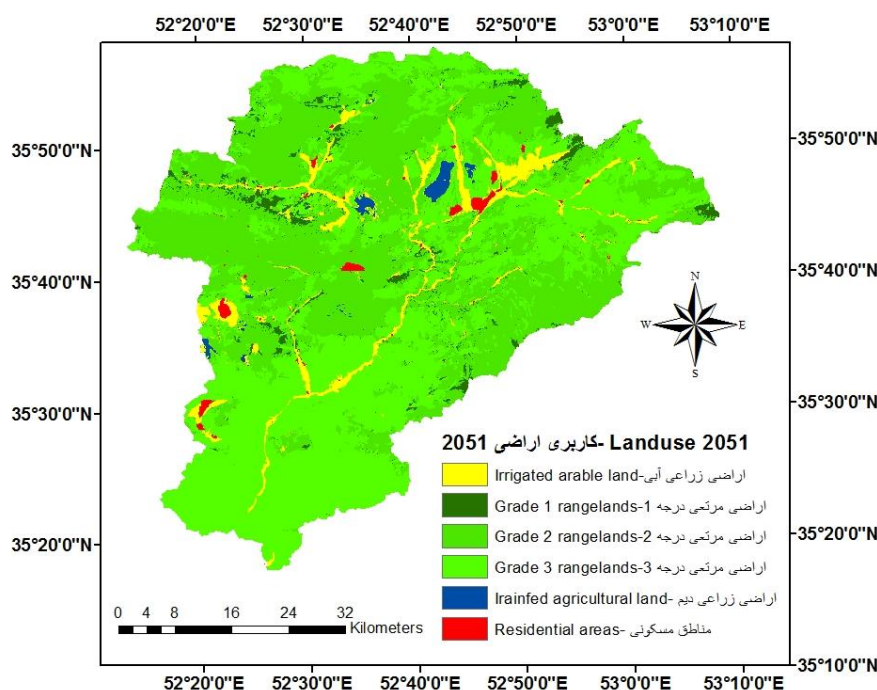 52°20'0"E 52°30'0"E 52°40'0"E 52°50'0"E 53°0'0"E 53°10'0"E
35°50'0"N 35°50'0"N
35°40'0"N 35°40'0"N
N
W E
S
35°30'0"N 35°30'0"N
کاربری اراضی 2051- Landuse 2051
Irrigated arable land-اراضی زراعی آبی
Grade 1 rangelands-اراضی مرتعی درجه 1
35°20'0"N Grade 2 rangelands-اراضی مرتعی درجه 2 35°20'0"N
Grade 3 rangelands-اراضی مرتعی درجه 3
Irainfed agricultural land- اراضی زراعی دیم
0 2 4 8 16 24 32
Kilometers
Residential areas- مناطق مسکونی
35°10'0"N
52°20'0"E 52°30'0"E 52°40'0"E 52°50'0"E 53°0'0"E 53°10'0"E